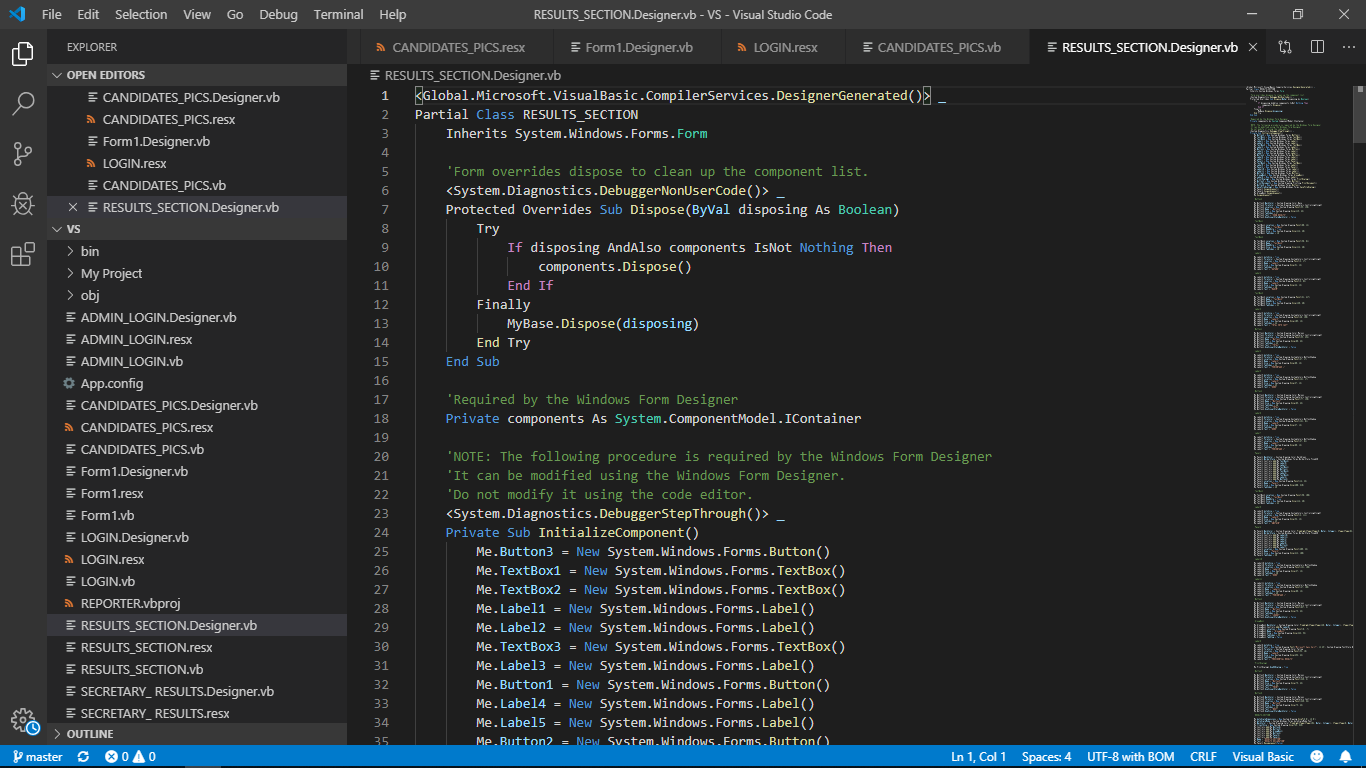 File Edit Selection View Go Debug Terminal Help RESULTS_SECTION.Designer.vb - VS - Visual Studio Code
EXPLORER
OPEN EDITORS
CANDIDATES_PICS.Designer.vb
CANDIDATES_PICS.resx
Form1.Designer.vb
LOGIN.resx
CANDIDATES_PICS.vb
RESULTS_SECTION.Designer.vb
VS
bin
My Project
obj
ADMIN_LOGIN.Designer.vb
ADMIN_LOGIN.resx
ADMIN_LOGIN.vb
App.config
CANDIDATES_PICS.Designer.vb
CANDIDATES_PICS.resx
CANDIDATES_PICS.vb
Form1.Designer.vb
Form1.resx
Form1.vb
LOGIN.Designer.vb
LOGIN.resx
LOGIN.vb
REPORTER.vbproj
RESULTS_SECTION.Designer.vb
RESULTS_SECTION.resx
RESULTS_SECTION.vb
SECRETARY_ RESULTS.Designer.vb
SECRETARY_ RESULTS.resx
OUTLINE
CANDIDATES_PICS.resx Form1.Designer.vb LOGIN.resx CANDIDATES_PICS.vb RESULTS_SECTION.Designer.vb
RESULTS_SECTION.Designer.vb
1 <Global.Microsoft.VisualBasic.CompilerServices.DesignerGenerated()> _
2 Partial Class RESULTS_SECTION
3 Inherits System.Windows.Forms.Form
4
5 'Form overrides dispose to clean up the component list.
6 <System.Diagnostics.DebuggerNonUserCode()> _
7 Protected Overrides Sub Dispose(ByVal disposing As Boolean)
8 Try
9 If disposing AndAlso components IsNot Nothing Then
10 components.Dispose()
11 End If
12 Finally
13 MyBase.Dispose(disposing)
14 End Try
15 End Sub
16
17 'Required by the Windows Form Designer
18 Private components As System.ComponentModel.IContainer
19
20 'NOTE: The following procedure is required by the Windows Form Designer
21 'It can be modified using the Windows Form Designer.
22 'Do not modify it using the code editor.
23 <System.Diagnostics.DebuggerStepThrough()> _
24 Private Sub InitializeComponent()
25 Me.Button3 = New System.Windows.Forms.Button()
26 Me.TextBox1 = New System.Windows.Forms.TextBox()
27 Me.TextBox2 = New System.Windows.Forms.TextBox()
28 Me.Label1 = New System.Windows.Forms.Label()
29 Me.Label2 = New System.Windows.Forms.Label()
30 Me.TextBox3 = New System.Windows.Forms.TextBox()
31 Me.Label3 = New System.Windows.Forms.Label()
32 Me.Button1 = New System.Windows.Forms.Button()
33 Me.Label4 = New System.Windows.Forms.Label()
34 Me.Label5 = New System.Windows.Forms.Label()
35 Me.Button2 = New System.Windows.Forms.Button()
master 0 0 Ln 1, Col 1 Spaces: 4 UTF-8 with BOM CRLF Visual Basic